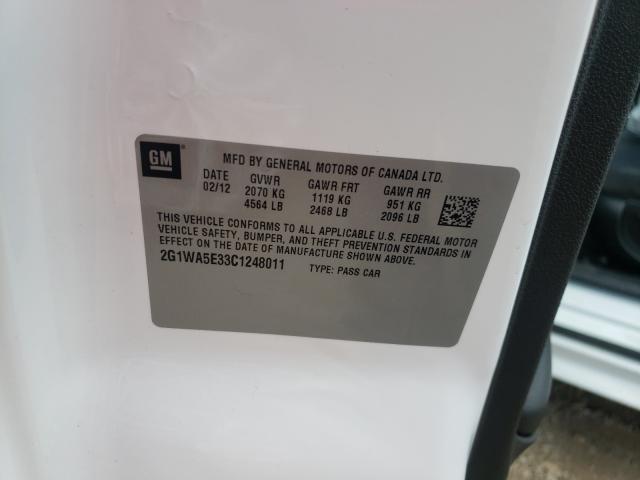 GM
MFD BY GENERAL MOTORS OF CANADA LTD.
DATE GVWR GAWR FRT GAWR RR
02/12 2070 KG 1119 KG 951 KG
4564 LB 2468 LB 2096 LB
THIS VEHICLE CONFORMS TO ALL APPLICABLE U.S. FEDERAL MOTOR
VEHICLE SAFETY, BUMPER, AND THEFT PREVENTION STANDARDS IN
EFFECT ON THE DATE OF MANUFACTURE SHOWN ABOVE.
2G1WA5E33C1248011 TYPE: PASS CAR